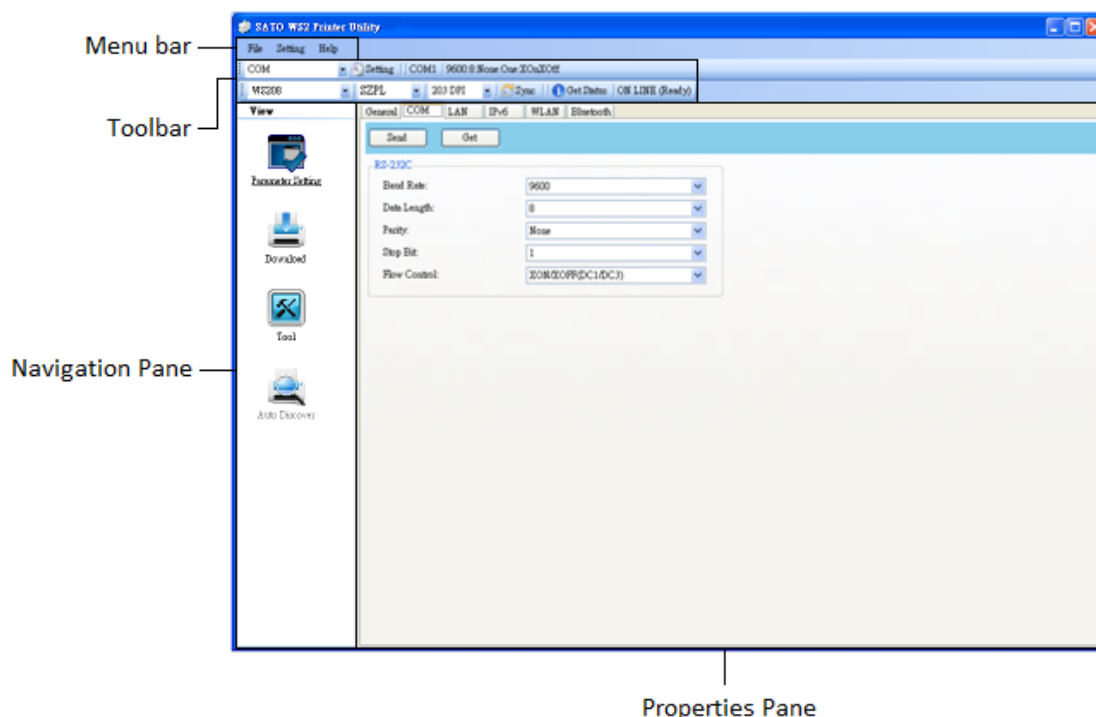 SATO WS2 Printer Utility
Menu bar
File Setting Help
COM Setting COM1 9600:8:None:One:XOnXOff
WS208 SZPL 203 DPI Sync Get Status ON LINE (Ready)
Toolbar
View
General COM LAN IPv6 WLAN Bluetooth
Send Get
RS-232C
Parameter Setting
Baud Rate: 9600
Data Length: 8
Parity: None
Stop Bit: 1
Flow Control: XON/XOFF(DC1/DC3)
Download
Tool
Navigation Pane
Auto Discover
Properties Pane